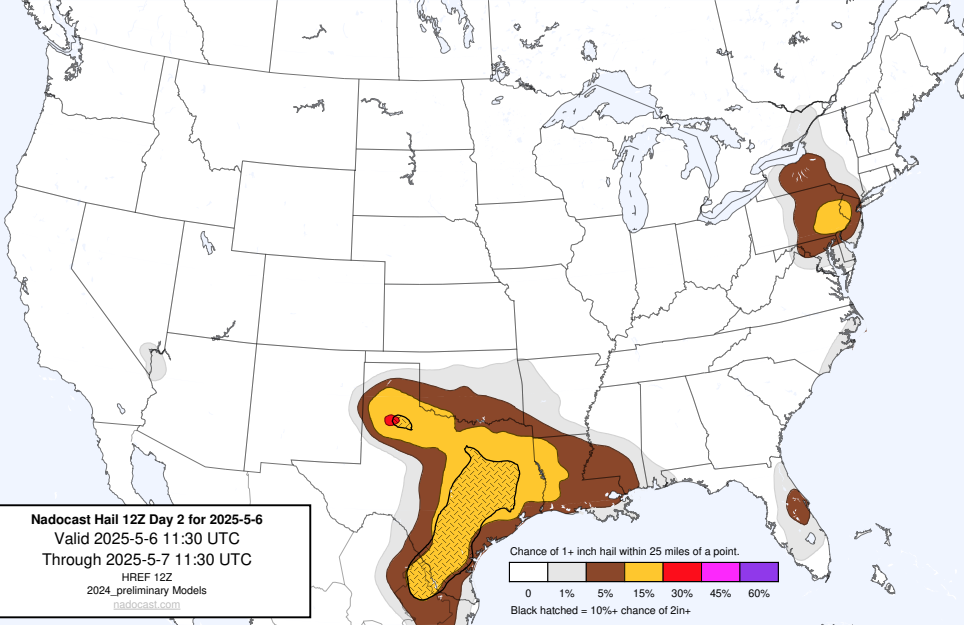 Nadocast Hail 12Z Day 2 for 2025-5-6
Valid 2025-5-6 11:30 UTC
Through 2025-5-7 11:30 UTC
HREF 12Z
2024_preliminary Models
nadocast.com
Chance of 1+ inch hail within 25 miles of a point.
0 1% 5% 15% 30% 45% 60%
Black hatched = 10%+ chance of 2in+